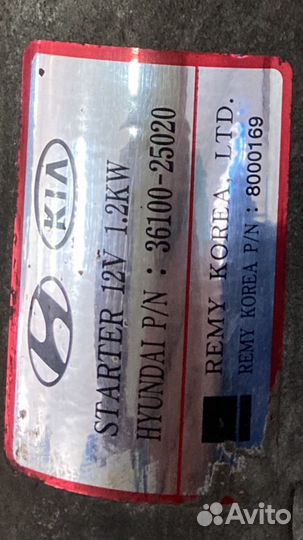 KIA
STARTER 12V 1.2KW
HYUNDAI P/N : 36100-25020
REMY KOREA, LTD.
REMY KOREA P/N : 8000169
Avito